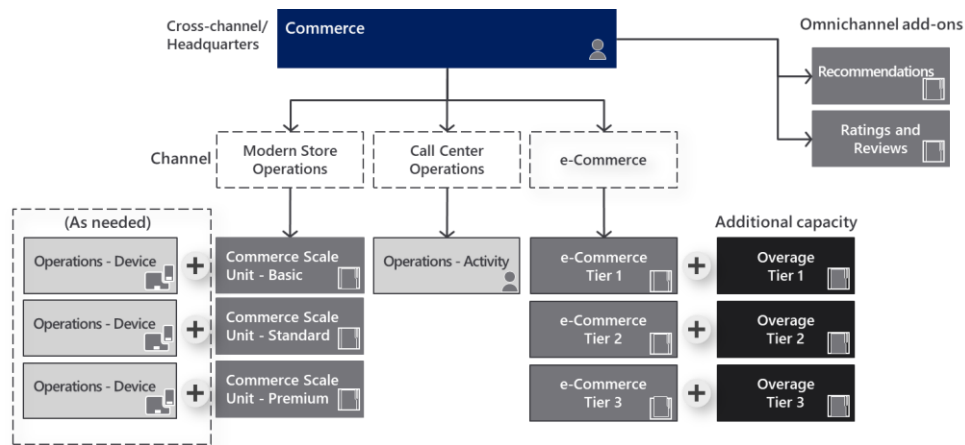 Cross-channel/
Headquarters
Commerce
Omnichannel add-ons
Recommendations
Ratings and
Reviews
Channel
Modern Store
Operations
Call Center
Operations
e-Commerce
(As needed)
Additional capacity
Operations - Device
+
Commerce Scale
Unit - Basic
Operations - Activity
e-Commerce
Tier 1
+
Overage
Tier 1
Operations - Device
+
Commerce Scale
Unit - Standard
e-Commerce
Tier 2
+
Overage
Tier 2
Operations - Device
+
Commerce Scale
Unit - Premium
e-Commerce
Tier 3
+
Overage
Tier 3